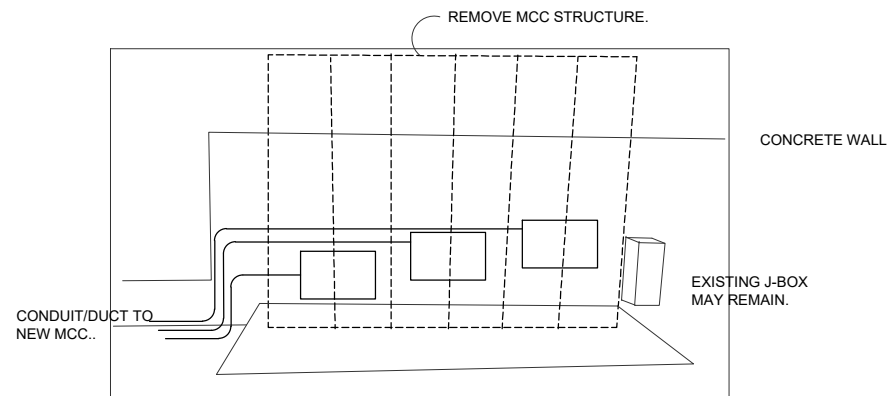 REMOVE MCC STRUCTURE.
CONCRETE WALL
EXISTING J-BOX
MAY REMAIN.
CONDUIT/DUCT TO
NEW MCC..